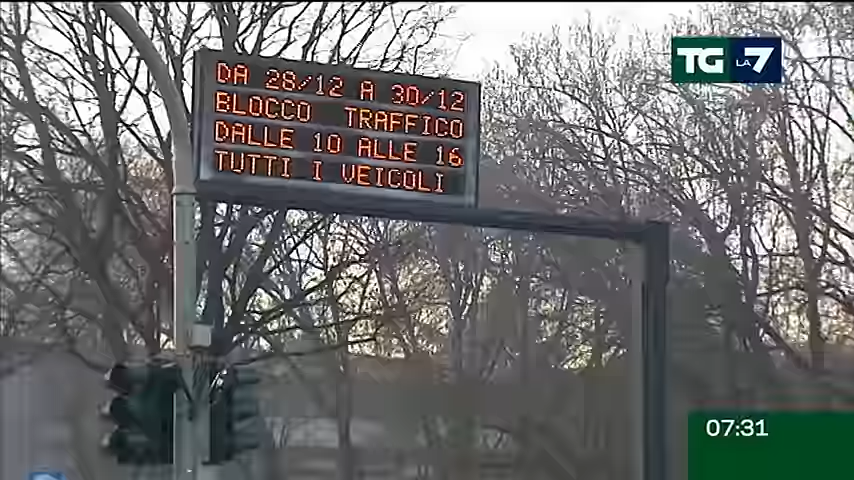 DA 28/12 A 30/12
BLOCCO TRAFFICO
DALLE 10 ALLE 16
TUTTI I VEICOLI
TG LA7
07:31